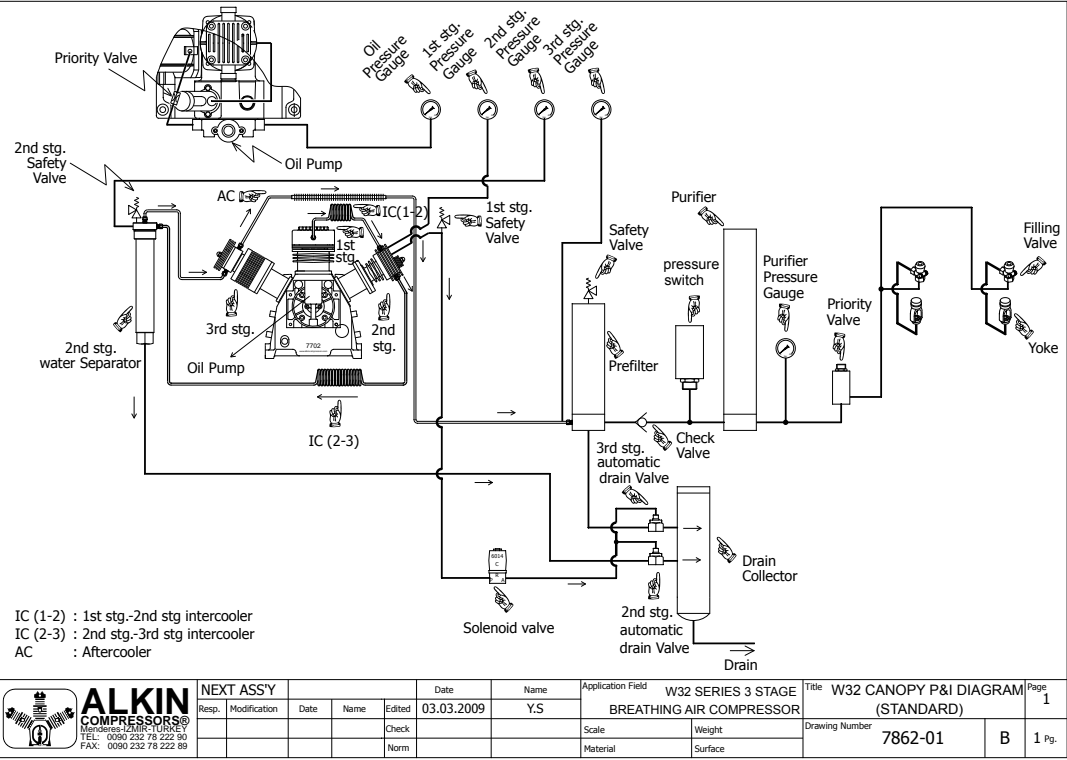 Priority Valve
Oil
Pressure
Gauge
1st stg.
Pressure
Gauge
2nd stg.
Pressure
Gauge
3rd stg.
Pressure
Gauge
Oil Pump
2nd stg.
Safety
Valve
AC
IC(1-2)
1st stg.
Safety
Valve
1st
stg.
3rd stg.
2nd
stg.
7702
Oil Pump
2nd stg.
water Separator
IC (2-3)
Safety
Valve
Purifier
pressure
switch
Purifier
Pressure
Gauge
Priority
Valve
Filling
Valve
Yoke
Prefilter
Check
Valve
3rd stg.
automatic
drain Valve
Drain
Collector
2nd stg.
automatic
drain Valve
Drain
6014
C
R
P A
Solenoid valve
IC (1-2) : 1st stg.-2nd stg intercooler
IC (2-3) : 2nd stg.-3rd stg intercooler
AC : Aftercooler
ALKIN
COMPRESSORS®
Menderes-IZMIR-TURKEY
TEL: 0090 232 78 222 90
FAX: 0090 232 78 222 89
NEXT ASS'Y
Date
Name
Resp.
Modification
Date
Name
Edited
03.03.2009
Y.S
Check
Norm
Application Field
W32 SERIES 3 STAGE
BREATHING AIR COMPRESSOR
Scale
Weight
Material
Surface
Title
W32 CANOPY P&I DIAGRAM
(STANDARD)
Page
1
Drawing Number
7862-01
B
1 Pg.